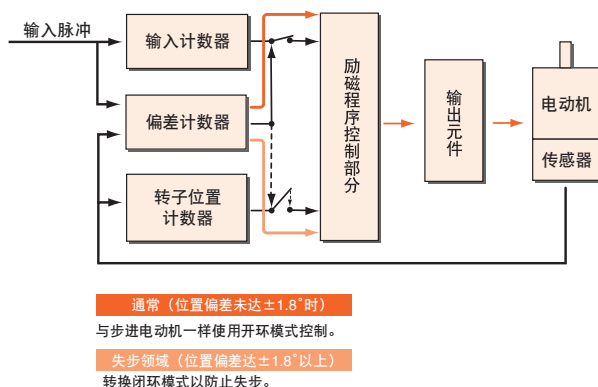 输入脉冲
输入计数器
偏差计数器
转子位置
计数器
励磁程序控制部分
输出元件
电动机
传感器
通常（位置偏差未达±1.8˚时）
与步进电动机一样使用开环模式控制。
失步领域（位置偏差达±1.8˚以上）
转换闭环模式以防止失步。